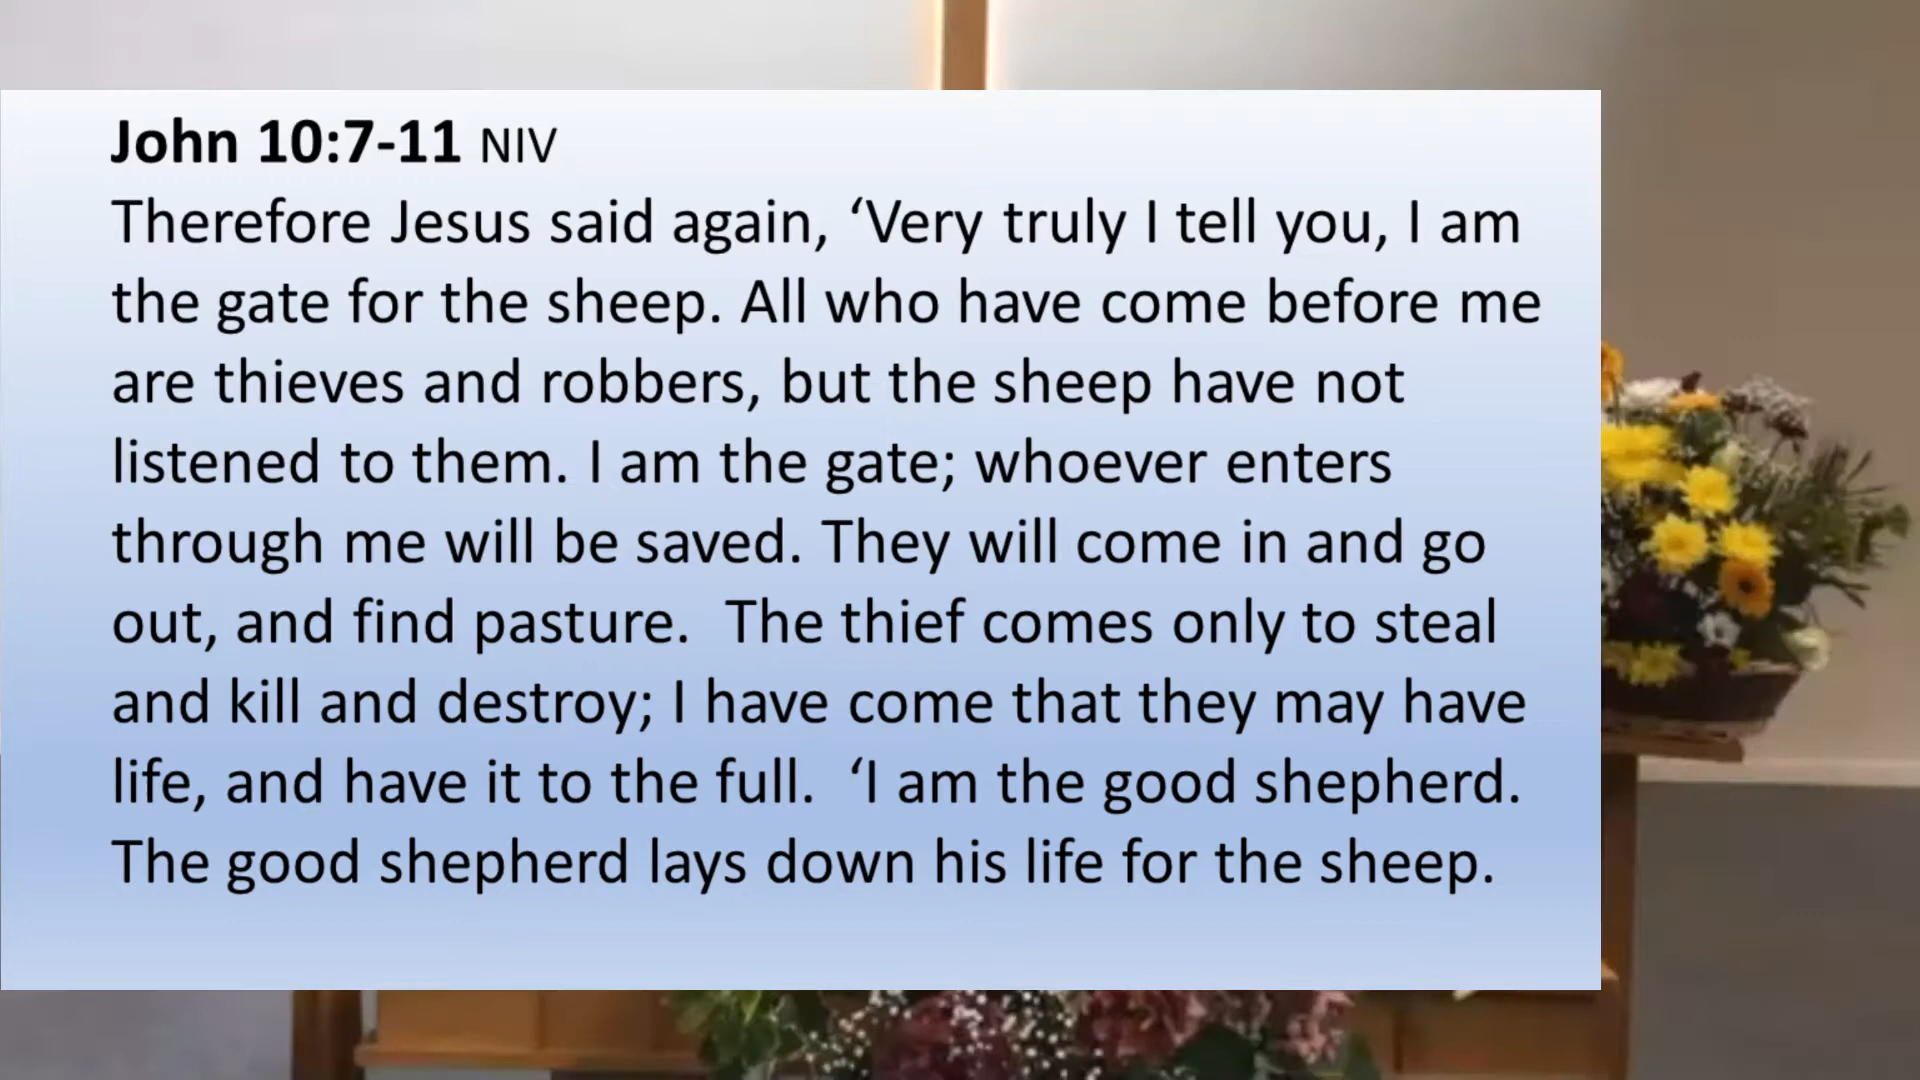 John 10:7-11 NIV
Therefore Jesus said again, ‘Very truly I tell you, I am
the gate for the sheep. All who have come before me
are thieves and robbers, but the sheep have not
listened to them. I am the gate; whoever enters
through me will be saved. They will come in and go
out, and find pasture.  The thief comes only to steal
and kill and destroy; I have come that they may have
life, and have it to the full.  ‘I am the good shepherd.
The good shepherd lays down his life for the sheep.